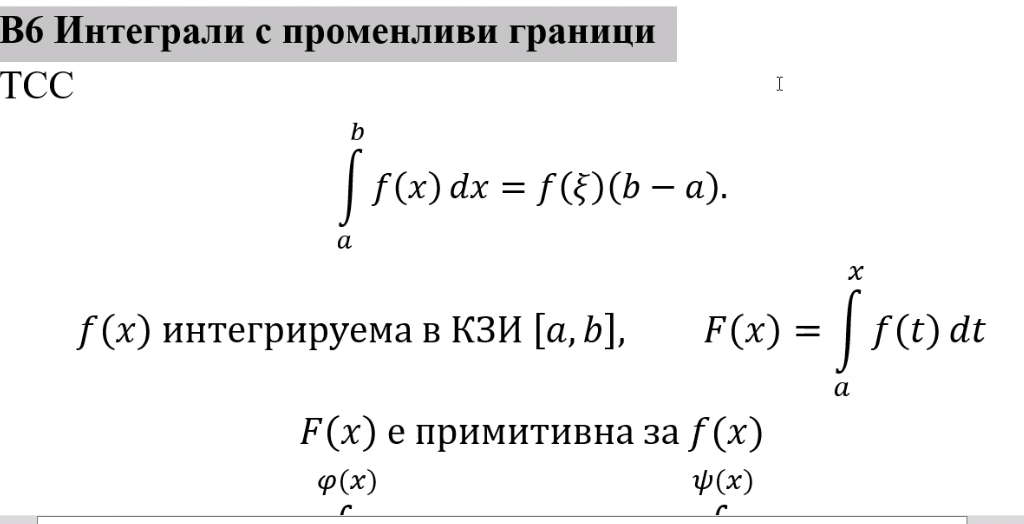 В6 Интеграли с променливи граници
ТСС
∫_a^b f(x) dx = f(ξ)(b − a).
f(x) интегрируема в КЗИ [a, b], F(x) = ∫_a^x f(t) dt
F(x) е примитивна за f(x)
φ(x) ψ(x)